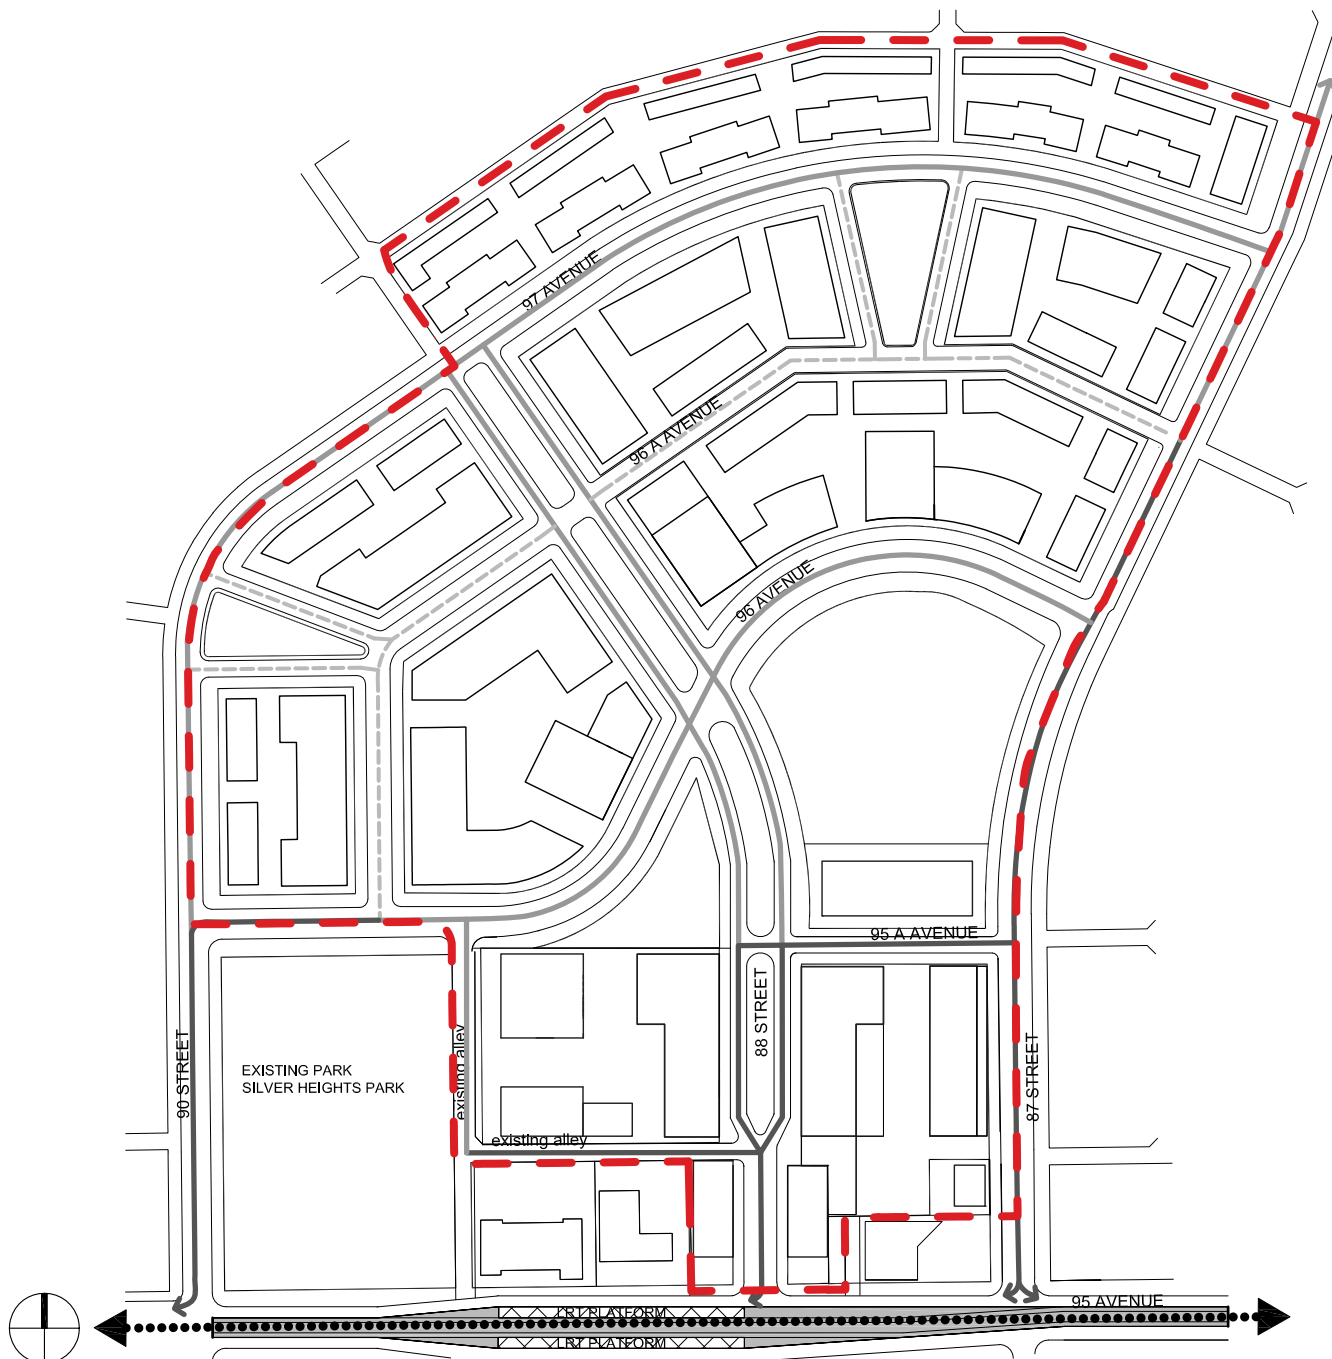 97 AVENUE
96 A AVENUE
96 AVENUE
95 A AVENUE
88 STREET
90 STREET
existing alley
87 STREET
EXISTING PARK
SILVER HEIGHTS PARK
existing alley
95 AVENUE
LRT PLATFORM
LRT PLATFORM